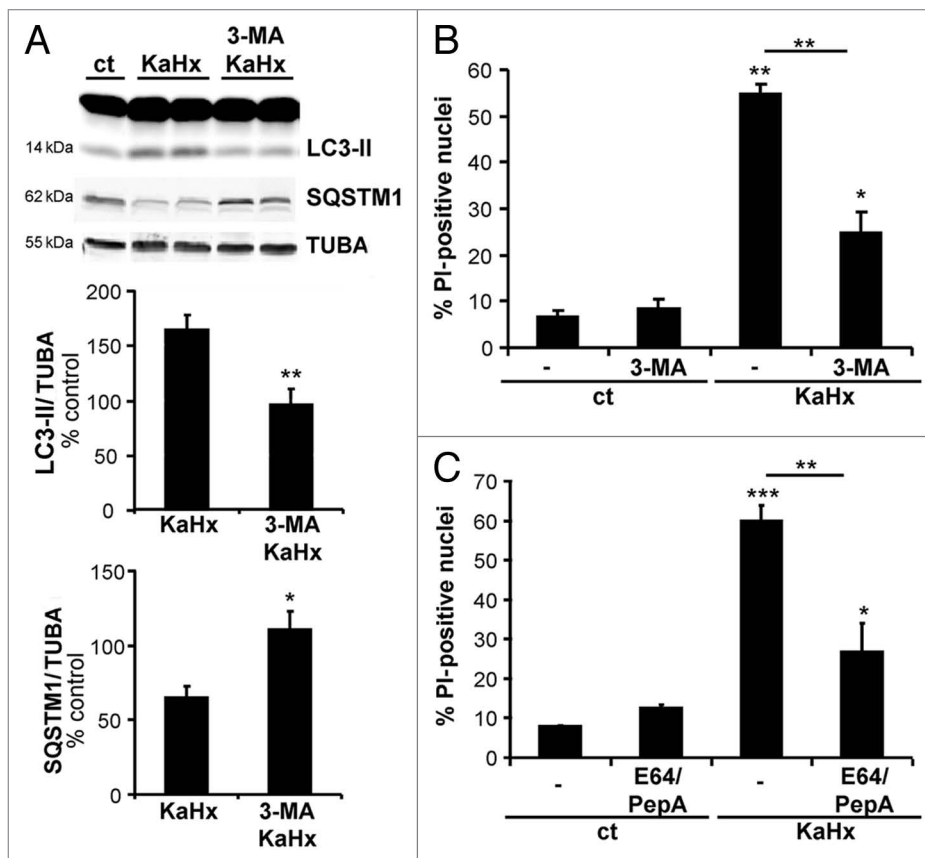 A
ct
KaHx
3-MA
KaHx
14 kDa
LC3-II
62 kDa
SQSTM1
55 kDa
TUBA
LC3-II/TUBA
% control
200
150
100
50
0
**
KaHx
3-MA
KaHx
SQSTM1/TUBA
% control
150
100
50
0
*
KaHx
3-MA
KaHx
B
% PI-positive nuclei
60
50
40
30
20
10
0
**
**
*
-
3-MA
-
3-MA
ct
KaHx
C
% PI-positive nuclei
70
60
50
40
30
20
10
0
**
***
*
-
E64/
PepA
-
E64/
PepA
ct
KaHx